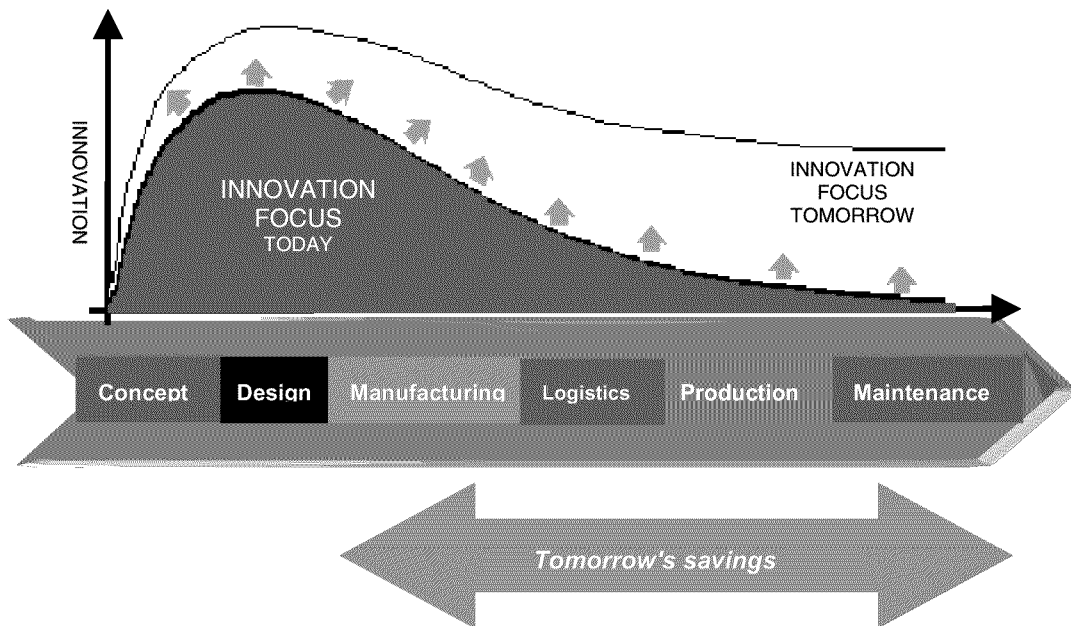 INNOVATION
INNOVATION
FOCUS
TODAY
INNOVATION
FOCUS
TOMORROW
Concept
Design
Manufacturing
Logistics
Production
Maintenance
Tomorrow's savings